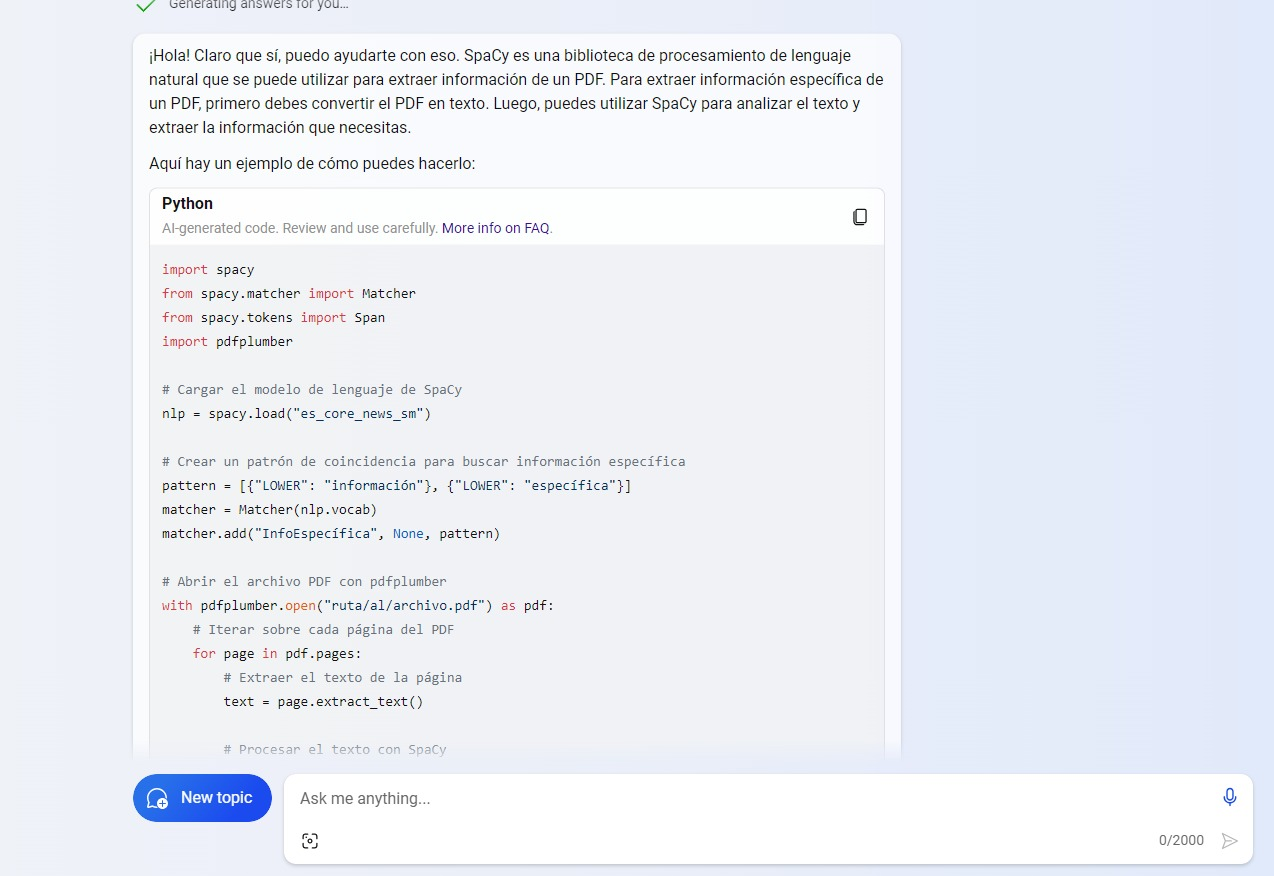 Generating answers for you...
¡Hola! Claro que sí, puedo ayudarte con eso. SpaCy es una biblioteca de procesamiento de lenguaje
natural que se puede utilizar para extraer información de un PDF. Para extraer información específica de
un PDF, primero debes convertir el PDF en texto. Luego, puedes utilizar SpaCy para analizar el texto y
extraer la información que necesitas.
Aquí hay un ejemplo de cómo puedes hacerlo:
Python
AI-generated code. Review and use carefully. More info on FAQ.
import spacy
from spacy.matcher import Matcher
from spacy.tokens import Span
import pdfplumber
# Cargar el modelo de lenguaje de SpaCy
nlp = spacy.load("es_core_news_sm")
# Crear un patrón de coincidencia para buscar información específica
pattern = [{"LOWER": "información"}, {"LOWER": "específica"}]
matcher = Matcher(nlp.vocab)
matcher.add("InfoEspecífica", None, pattern)
# Abrir el archivo PDF con pdfplumber
with pdfplumber.open("ruta/al/archivo.pdf") as pdf:
    # Iterar sobre cada página del PDF
    for page in pdf.pages:
        # Extraer el texto de la página
        text = page.extract_text()
        # Procesar el texto con SpaCy
New topic
Ask me anything...
0/2000